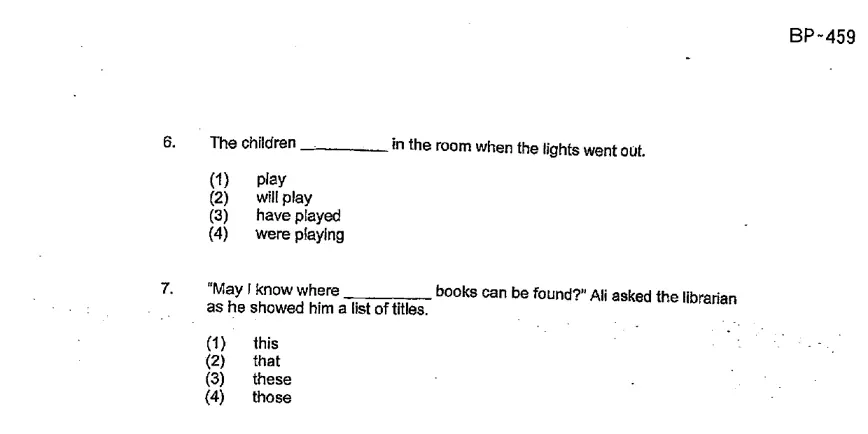 BP-459
6. The children __________ in the room when the lights went out.
(1) play
(2) will play
(3) have played
(4) were playing
7. "May I know where __________ books can be found?" Ali asked the librarian
as he showed him a list of titles.
(1) this
(2) that
(3) these
(4) those